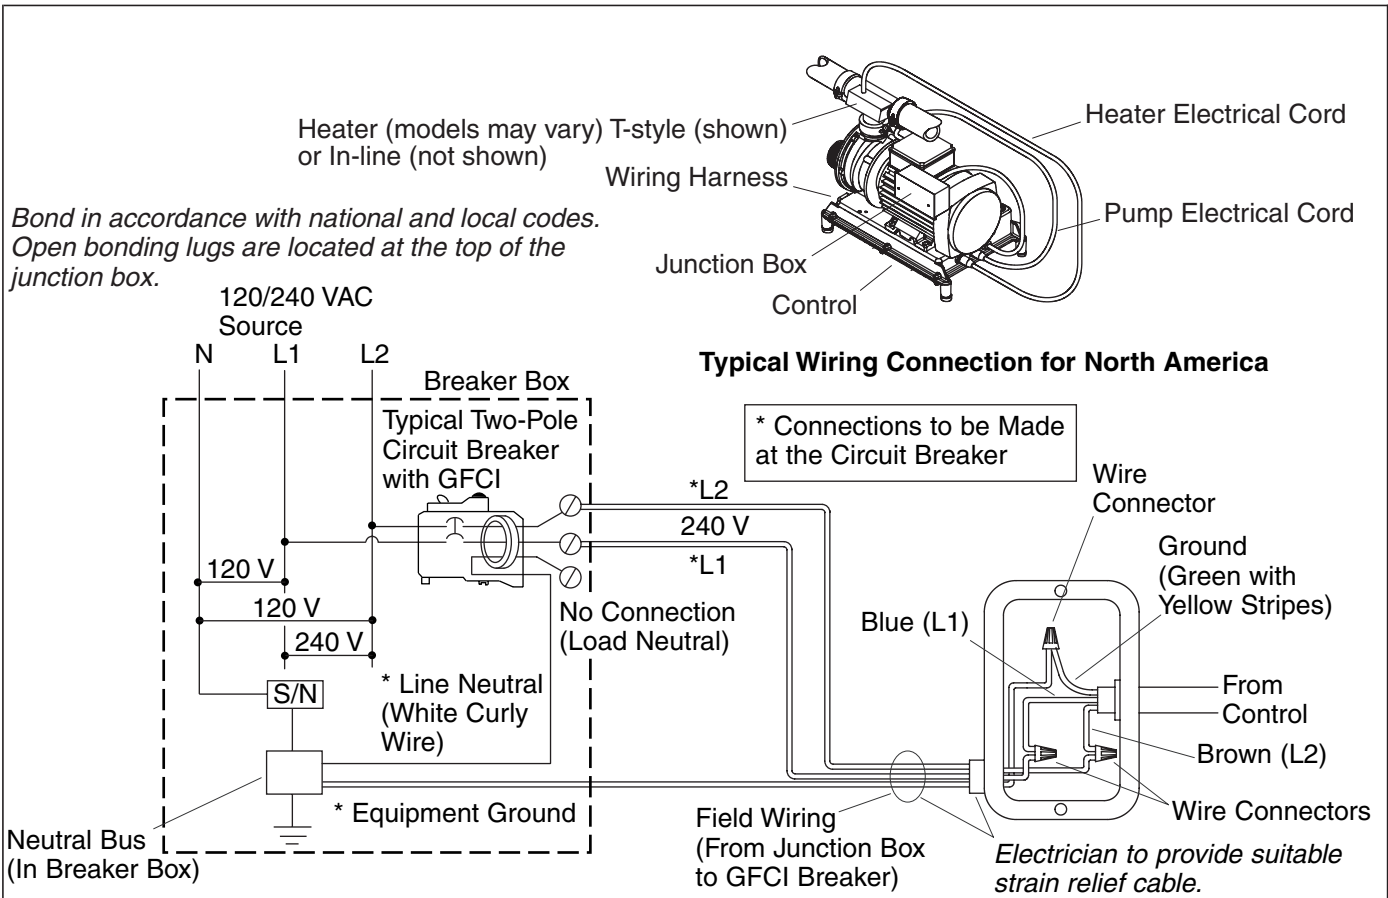 Heater (models may vary) T-style (shown)
or In-line (not shown)
Heater Electrical Cord
Wiring Harness
Pump Electrical Cord
Junction Box
Control
Bond in accordance with national and local codes.
Open bonding lugs are located at the top of the
junction box.
120/240 VAC
Source
N
L1
L2
Typical Wiring Connection for North America
Breaker Box
Typical Two-Pole
Circuit Breaker
with GFCI
* Connections to be Made
at the Circuit Breaker
*L2
240 V
*L1
Wire
Connector
Ground
(Green with
Yellow Stripes)
120 V
120 V
240 V
No Connection
(Load Neutral)
Blue (L1)
S/N
* Line Neutral
(White Curly
Wire)
From
Control
Brown (L2)
Wire Connectors
* Equipment Ground
Neutral Bus
(In Breaker Box)
Field Wiring
(From Junction Box
to GFCI Breaker)
Electrician to provide suitable
strain relief cable.